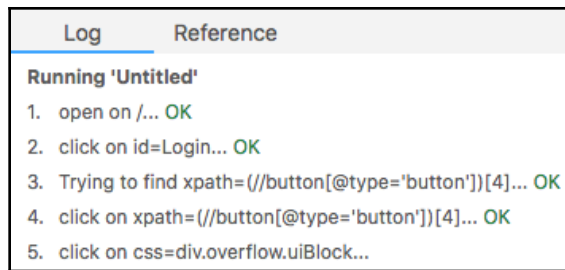 Log Reference
Running 'Untitled'
1. open on /... OK
2. click on id=Login... OK
3. Trying to find xpath=(//button[@type='button'])[4]... OK
4. click on xpath=(//button[@type='button'])[4]... OK
5. click on css=div.overflow.uiBlock...